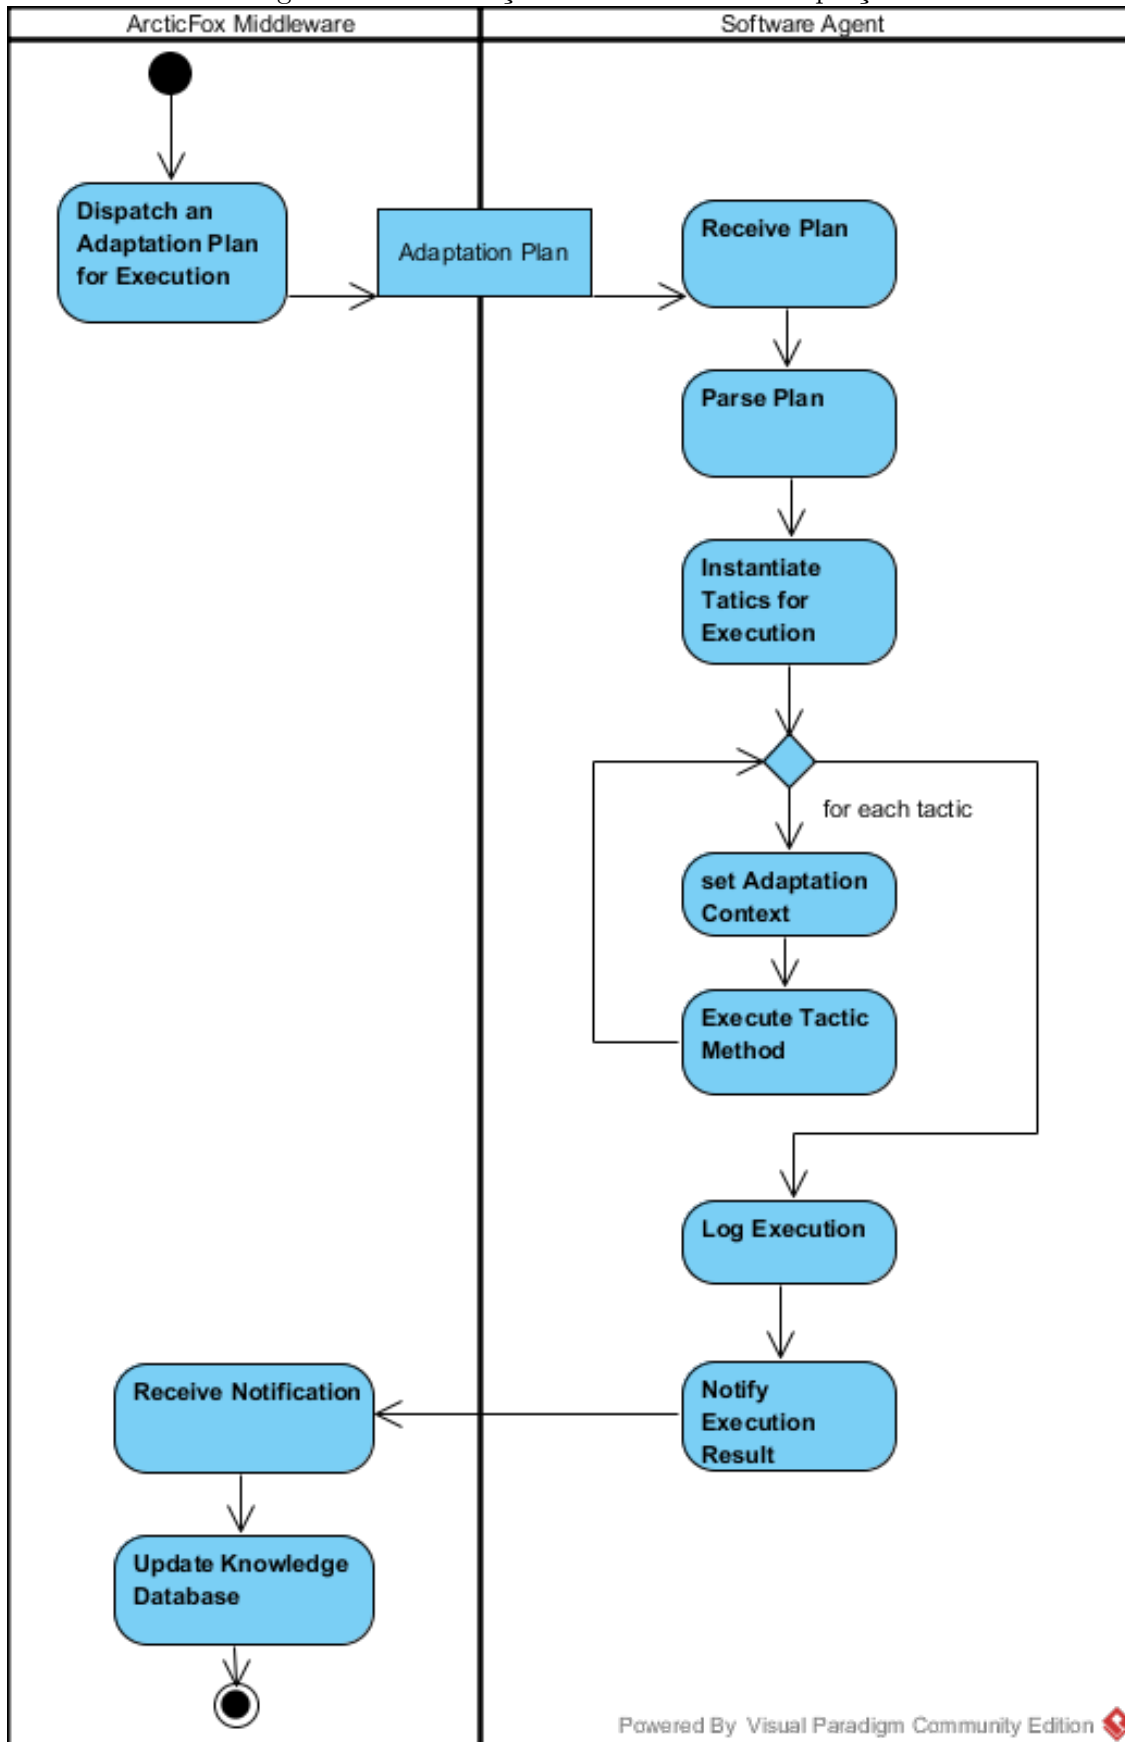 ArcticFox Middleware
Software Agent
Dispatch an
Adaptation Plan
for Execution
Adaptation Plan
Receive Plan
Parse Plan
Instantiate
Tatics for
Execution
for each tactic
set Adaptation
Context
Execute Tactic
Method
Log Execution
Notify
Execution
Result
Receive Notification
Update Knowledge
Database
Powered By Visual Paradigm Community Edition